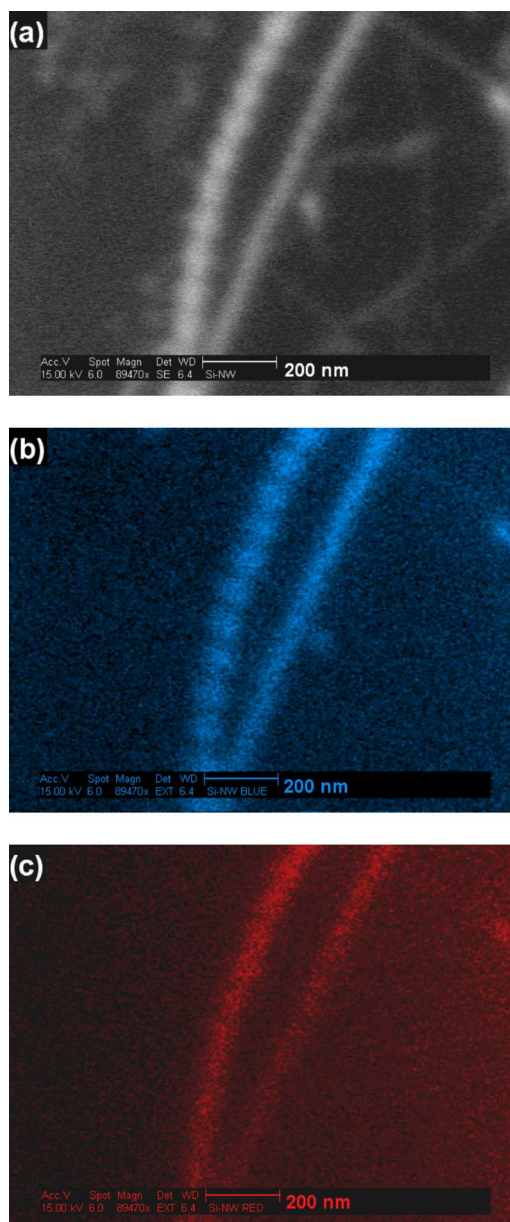 (a)
Acc.V Spot Magn Det WD
15.00 kV 6.0 89470x SE 6.4 Si-NW 200 nm
(b)
Acc.V Spot Magn Det WD
15.00 kV 6.0 89470x EXT 6.4 Si-NW BLUE 200 nm
(c)
Acc.V Spot Magn Det WD
15.00 kV 6.0 89470x EXT 6.4 Si-NW RED 200 nm